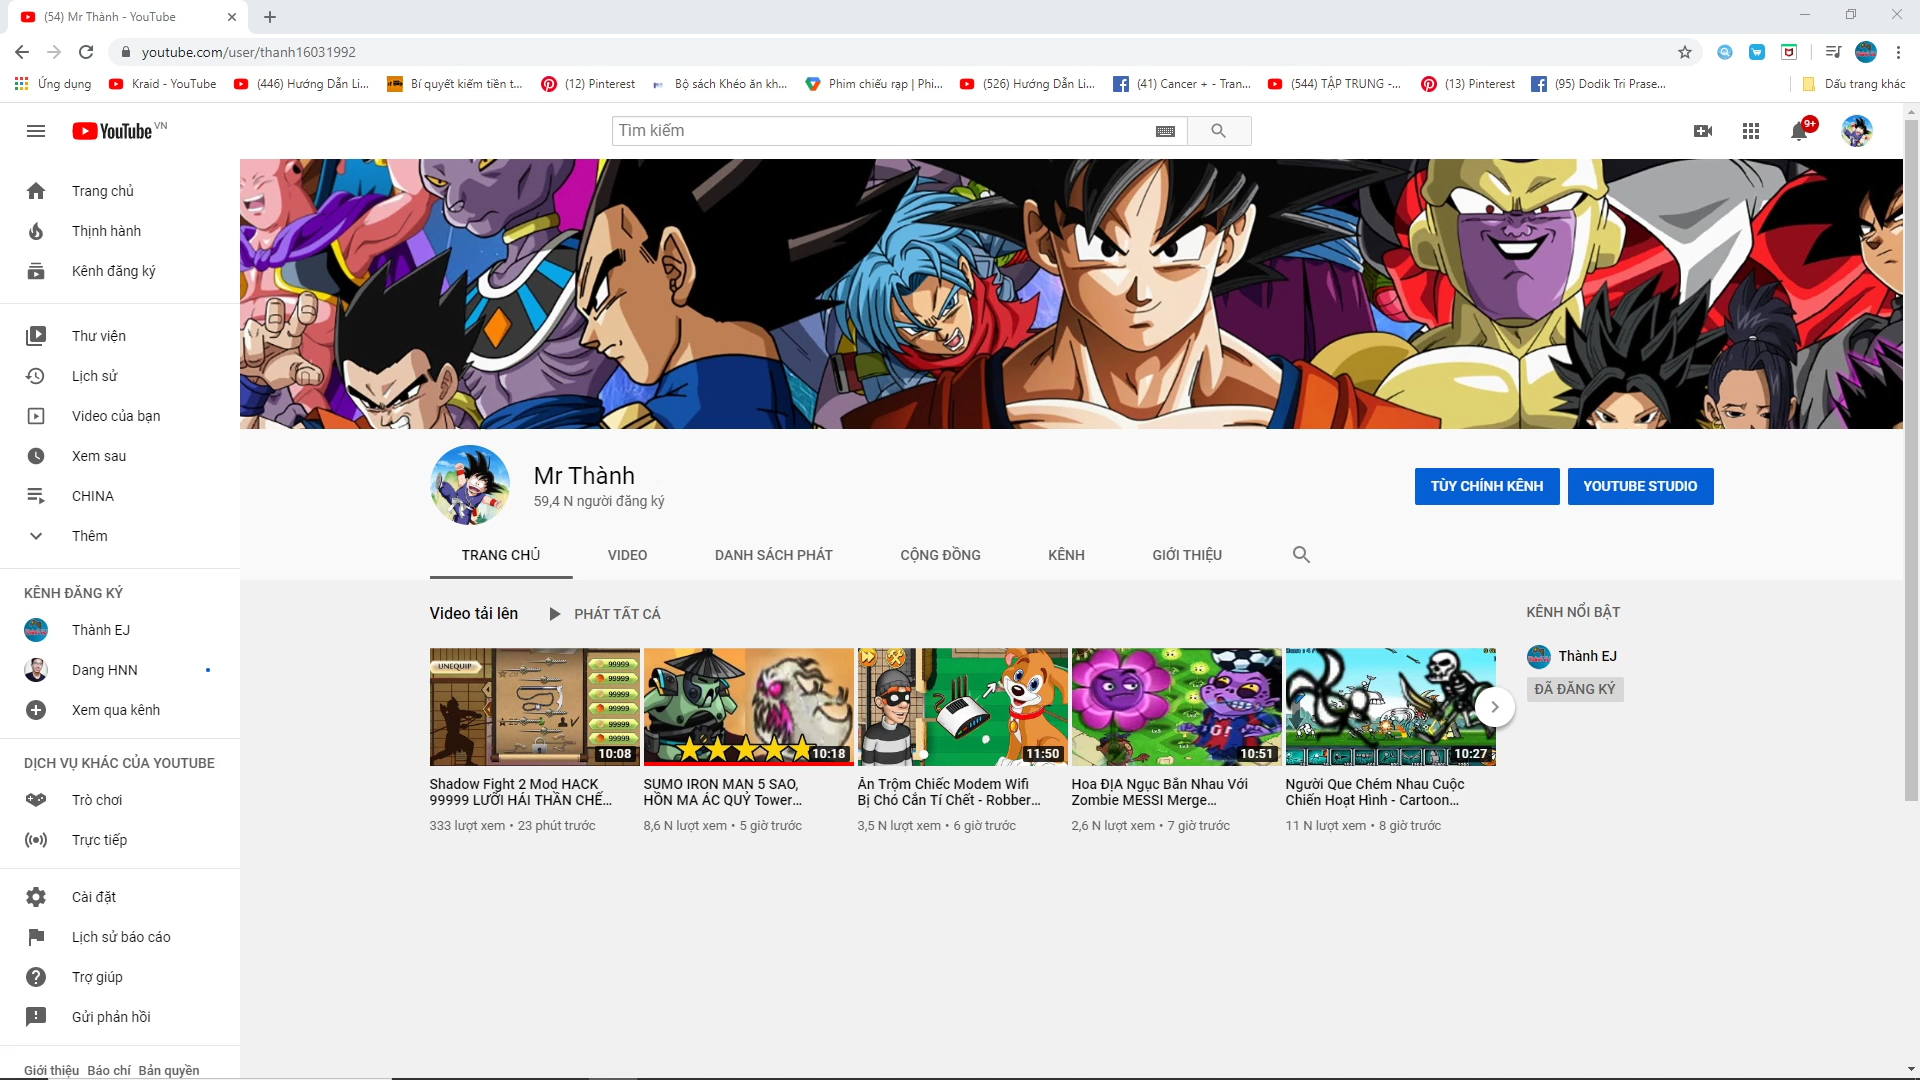 (54) Mr Thành - YouTube
youtube.com/user/thanh16031992
Ứng dụng
Kraid - YouTube
(446) Hướng Dẫn Li...
Bí quyết kiếm tiền t...
(12) Pinterest
Bộ sách Khéo ăn kh...
Phim chiếu rạp | Phi...
(526) Hướng Dẫn Li...
(41) Cancer + - Tran...
(544) TẬP TRUNG -...
(13) Pinterest
(95) Dodik Tri Prase...
Dấu trang khác
YouTube VN
Tìm kiếm
9+
Trang chủ
Thịnh hành
Kênh đăng ký
Thư viện
Lịch sử
Video của bạn
Xem sau
CHINA
Thêm
KÊNH ĐĂNG KÝ
Thành EJ
Dang HNN
Xem qua kênh
DỊCH VỤ KHÁC CỦA YOUTUBE
Trò chơi
Trực tiếp
Cài đặt
Lịch sử báo cáo
Trợ giúp
Gửi phản hồi
Giới thiệu Báo chí Bản quyền
Mr Thành
59,4 N người đăng ký
TÙY CHỈNH KÊNH
YOUTUBE STUDIO
TRANG CHỦ
VIDEO
DANH SÁCH PHÁT
CỘNG ĐỒNG
KÊNH
GIỚI THIỆU
Video tải lên
PHÁT TẤT CẢ
UNEQUIP
99999
99999
99999
99999
99999
99999
10:08
Shadow Fight 2 Mod HACK
99999 LƯỠI HÁI THẦN CHẾ...
333 lượt xem • 23 phút trước
10:18
SUMO IRON MAN 5 SAO,
HỒN MA ÁC QUỶ Tower...
8,6 N lượt xem • 5 giờ trước
11:50
Ăn Trộm Chiếc Modem Wifi
Bị Chó Cắn Tí Chết - Robber...
3,5 N lượt xem • 6 giờ trước
10:51
Hoa ĐỊA Ngục Bắn Nhau Với
Zombie MESSI Merge...
2,6 N lượt xem • 7 giờ trước
10:27
Người Que Chém Nhau Cuộc
Chiến Hoạt Hình - Cartoon...
11 N lượt xem • 8 giờ trước
KÊNH NỔI BẬT
Thành EJ
ĐÃ ĐĂNG KÝ